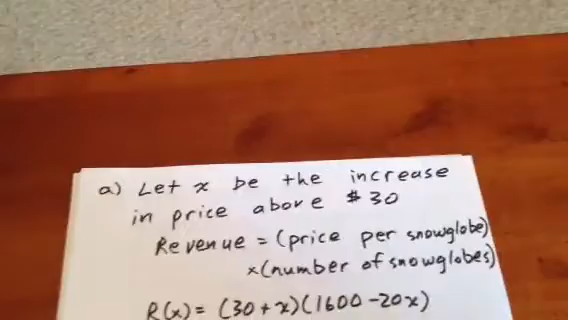 a) Let x be the increase
in price above $30
Revenue = (price per snowglobe)
x(number of snowglobes)
R(x) = (30+x)(1600-20x)